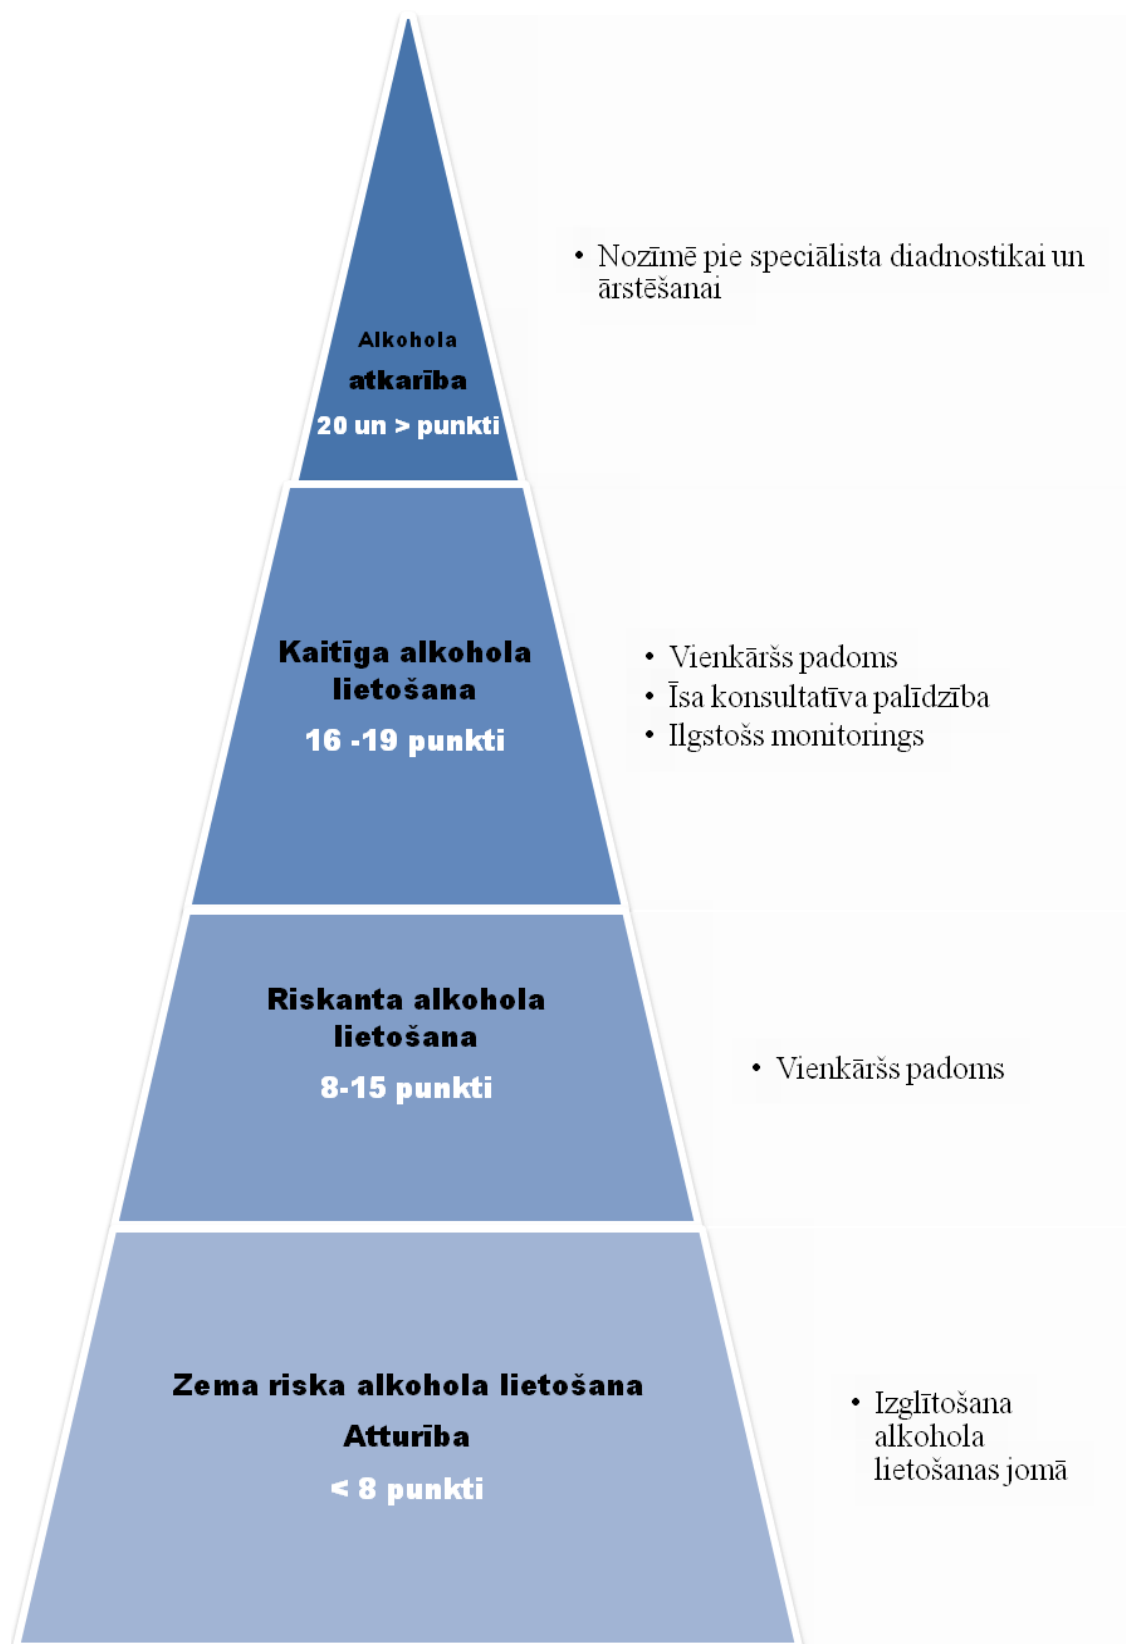 • Nozīmē pie speciālista diadnostikai un
ārstēšanai
Alkohola
atkarība
20 un > punkti
Kaitīga alkohola
lietošana
16 -19 punkti
• Vienkāršs padoms
• Īsa konsultatīva palīdzība
• Ilgstošs monitorings
Riskanta alkohola
lietošana
8-15 punkti
• Vienkāršs padoms
Zema riska alkohola lietošana
Atturība
< 8 punkti
• Izglītošana
alkohola
lietošanas jomā